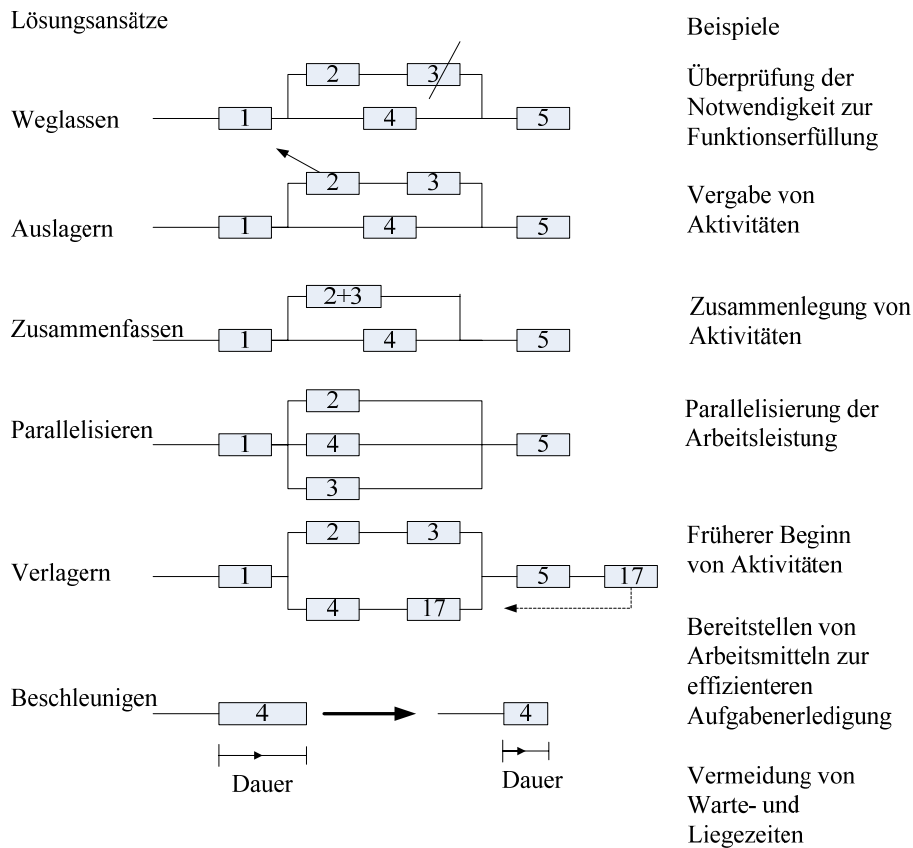 Lösungsansätze
Beispiele
2 3
Weglassen 1 4 5
Überprüfung der
Notwendigkeit zur
Funktionserfüllung
2 3
Auslagern 1 4 5
Vergabe von
Aktivitäten
2+3
Zusammenfassen 1 4 5
Zusammenlegung von
Aktivitäten
2
Parallelisieren 1 4 5
3
Parallelisierung der
Arbeitsleistung
2 3
Verlagern 1 5 17
4 17
Früherer Beginn
von Aktivitäten
Beschleunigen 4 4
Dauer Dauer
Bereitstellen von
Arbeitsmitteln zur
effizienteren
Aufgabenerledigung
Vermeidung von
Warte- und
Liegezeiten